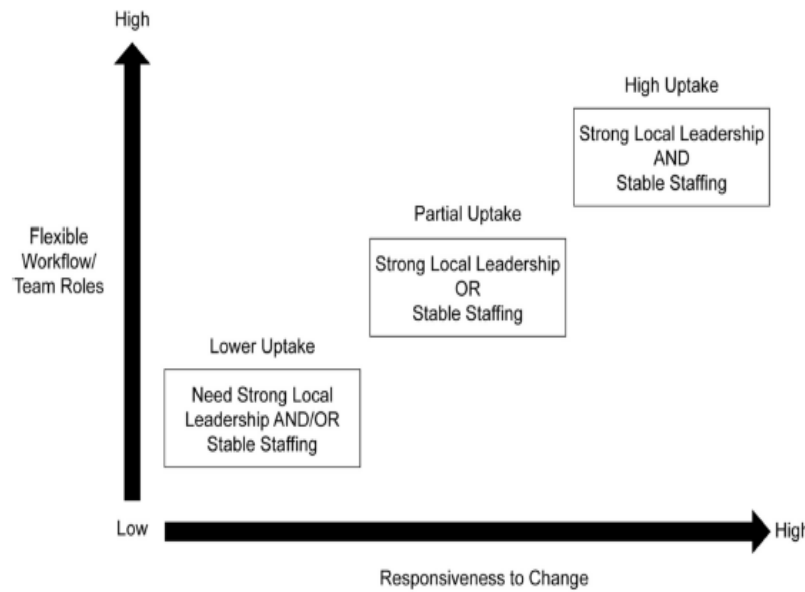 High
High Uptake
Strong Local Leadership
AND
Stable Staffing
Partial Uptake
Flexible
Workflow/
Team Roles
Strong Local Leadership
OR
Stable Staffing
Lower Uptake
Need Strong Local
Leadership AND/OR
Stable Staffing
Low
High
Responsiveness to Change